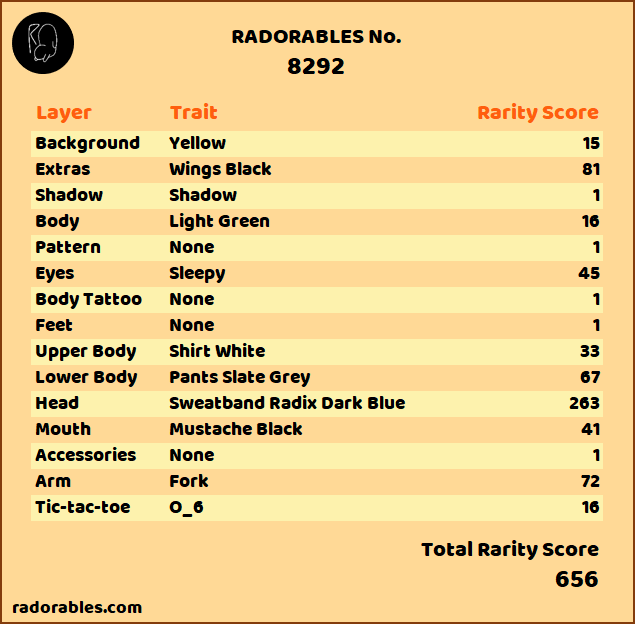 RADORABLES No.
8292
Layer Trait Rarity Score
Background Yellow 15
Extras Wings Black 81
Shadow Shadow 1
Body Light Green 16
Pattern None 1
Eyes Sleepy 45
Body Tattoo None 1
Feet None 1
Upper Body Shirt White 33
Lower Body Pants Slate Grey 67
Head Sweatband Radix Dark Blue 263
Mouth Mustache Black 41
Accessories None 1
Arm Fork 72
Tic-tac-toe O_6 16
Total Rarity Score
656
radorables.com